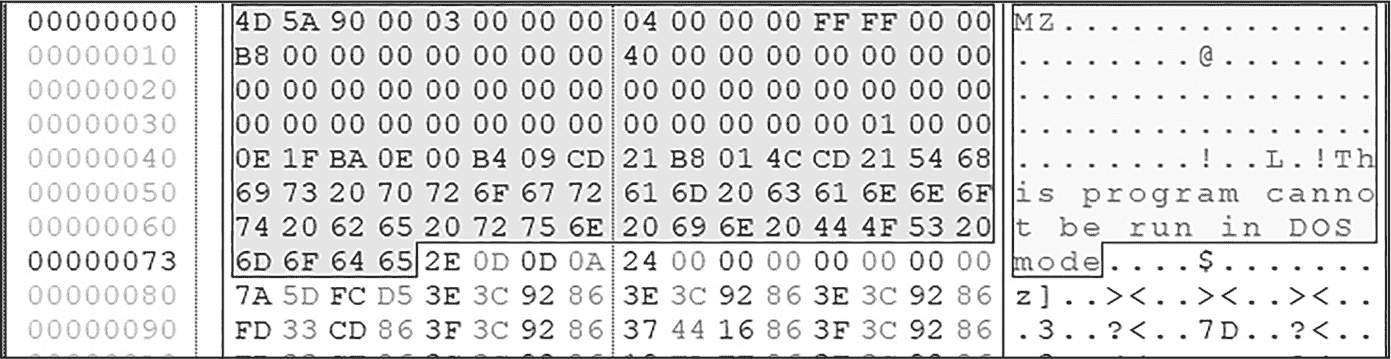 00000000 4D 5A 90 00 03 00 00 00 04 00 00 00 FF FF 00 00 MZ..............
00000010 B8 00 00 00 00 00 00 00 40 00 00 00 00 00 00 00 ........@.......
00000020 00 00 00 00 00 00 00 00 00 00 00 00 00 00 00 00 ................
00000030 00 00 00 00 00 00 00 00 00 00 00 00 00 01 00 00 ................
00000040 0E 1F BA 0E 00 B4 09 CD 21 B8 01 4C CD 21 54 68 ........!..L.!Th
00000050 69 73 20 70 72 6F 67 72 61 6D 20 63 61 6E 6E 6F is program canno
00000060 74 20 62 65 20 72 75 6E 20 69 6E 20 44 4F 53 20 t be run in DOS
00000073 6D 6F 64 65 2E 0D 0D 0A 24 00 00 00 00 00 00 00 mode....$.......
00000080 7A 5D FC D5 3E 3C 92 86 3E 3C 92 86 3E 3C 92 86 z]..><..><..><..
00000090 FD 33 CD 86 3F 3C 92 86 37 44 16 86 3F 3C 92 86 .3..?<..7D..?<..